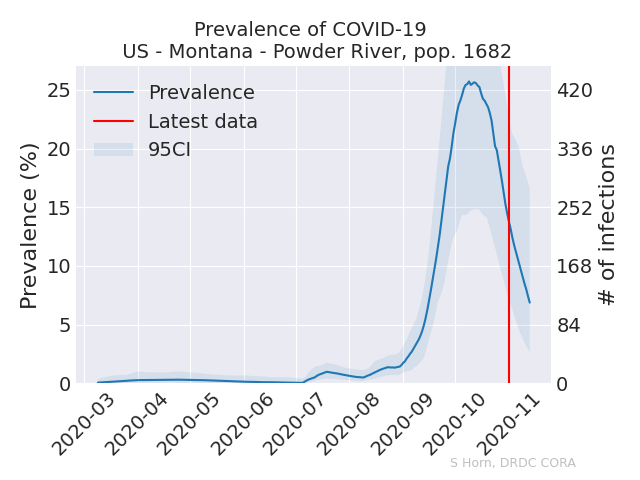 Prevalence of COVID-19
US - Montana - Powder River, pop. 1682
Prevalence
Latest data
95CI
Prevalence (%)
25
20
15
10
5
0
# of infections
420
336
252
168
84
0
2020-03
2020-04
2020-05
2020-06
2020-07
2020-08
2020-09
2020-10
2020-11
S Horn, DRDC CORA